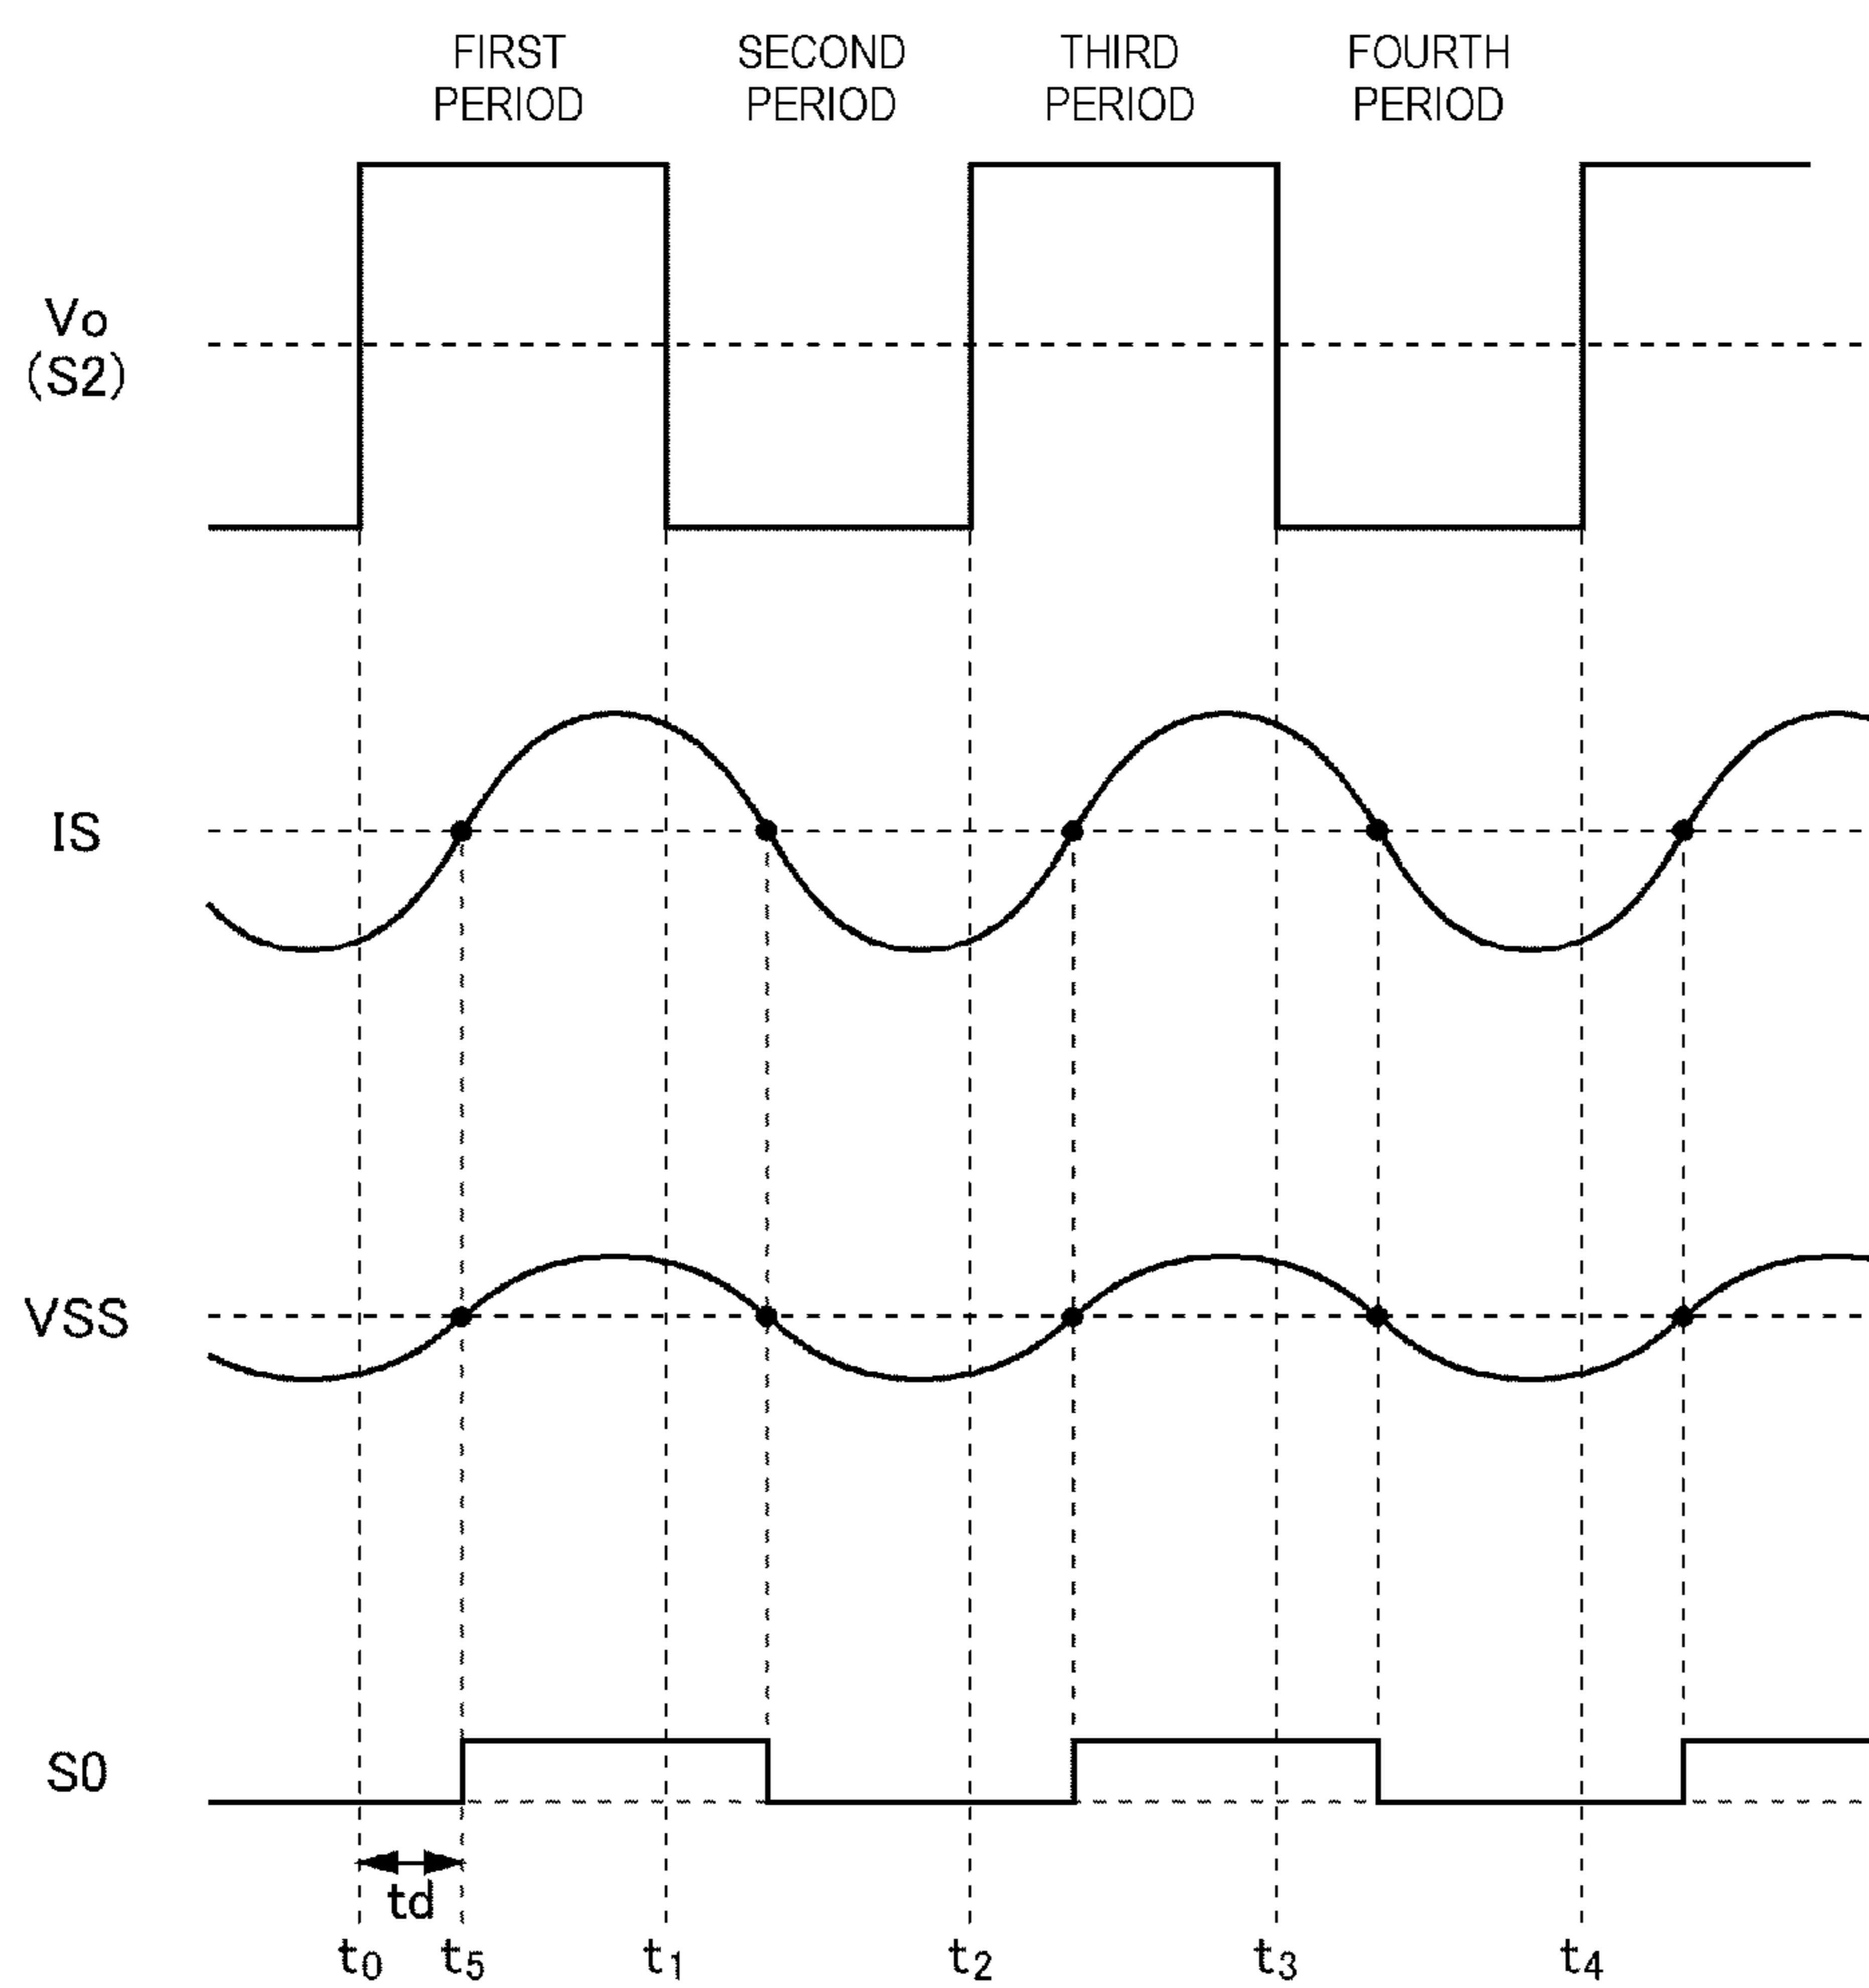 FIRST PERIOD
SECOND PERIOD
THIRD PERIOD
FOURTH PERIOD
Vo
(S2)
IS
VSS
S0
td
t0 t5 t1 t2 t3 t4